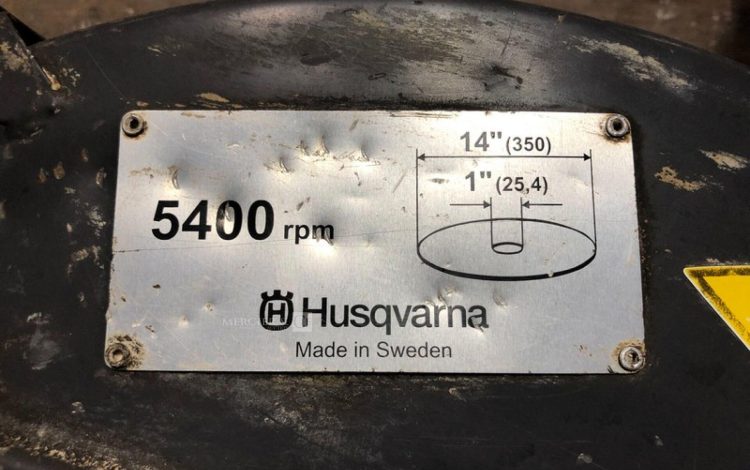 14" (350)
1" (25,4)
5400 rpm
H Husqvarna
Made in Sweden